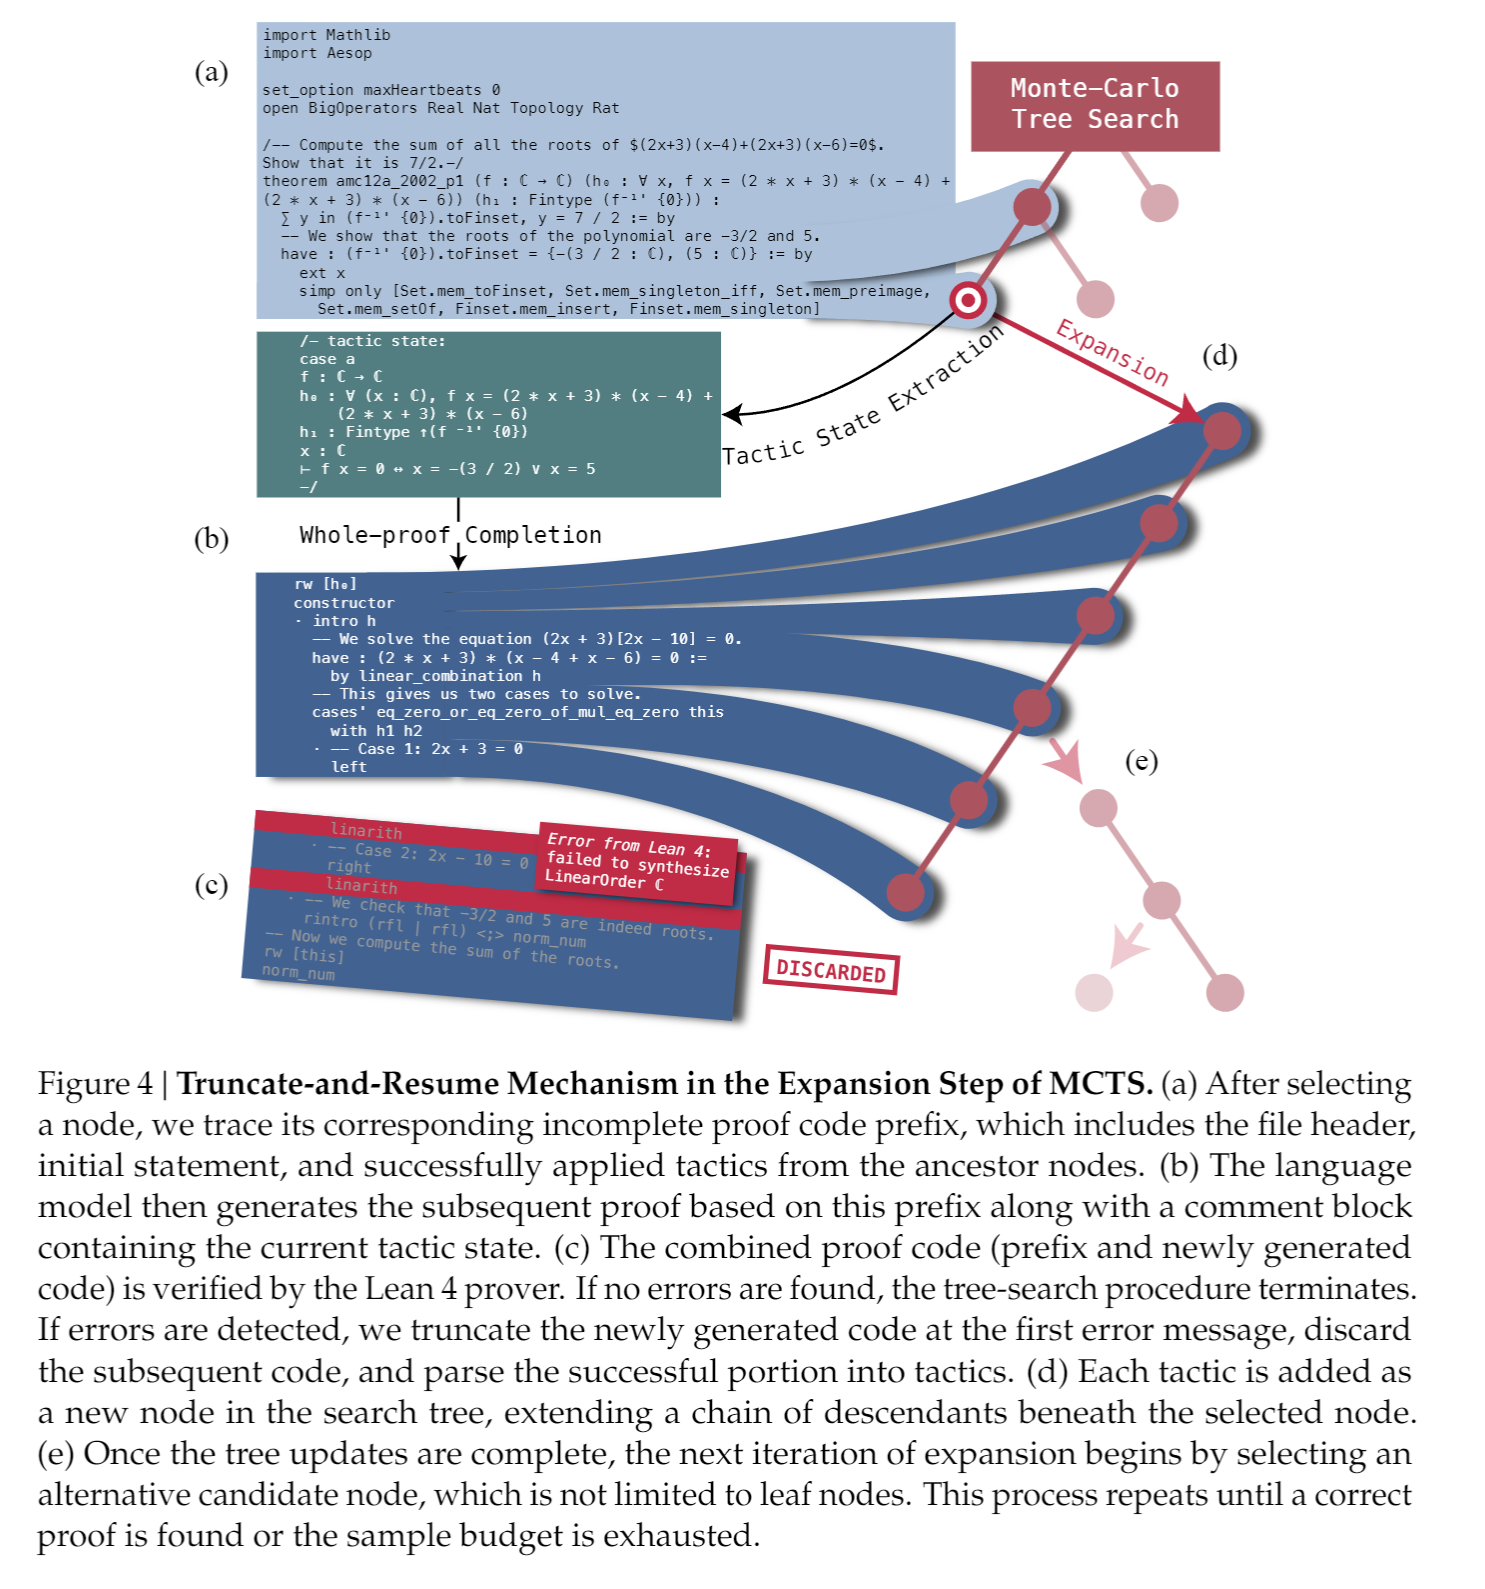 (a)
import Mathlib
import Aesop
set_option maxHeartbeats 0
open BigOperators Real Nat Topology Rat
/-- Compute the sum of all the roots of $(2x+3)(x-4)+(2x+3)(x-6)=0$.
Show that it is 7/2.-/
theorem amc12a_2002_p1 (f : ℂ → ℂ) (h₀ : ∀ x, f x = (2 * x + 3) * (x - 4) +
(2 * x + 3) * (x - 6)) (h₁ : Fintype (f⁻¹' {0})) :
∑ y in (f⁻¹' {0}).toFinset, y = 7 / 2 := by
-- We show that the roots of the polynomial are -3/2 and 5.
have : (f⁻¹' {0}).toFinset = {-(3 / 2 : ℂ), (5 : ℂ)} := by
ext x
simp only [Set.mem_toFinset, Set.mem_singleton_iff, Set.mem_preimage,
Set.mem_setOf, Finset.mem_insert, Finset.mem_singleton]
Monte-Carlo
Tree Search
Expansion
(d)
Tactic State Extraction
/- tactic state:
case a
f : ℂ → ℂ
h₀ : ∀ (x : ℂ), f x = (2 * x + 3) * (x - 4) +
(2 * x + 3) * (x - 6)
h₁ : Fintype ↑(f ⁻¹' {0})
x : ℂ
⊢ f x = 0 ↔ x = -(3 / 2) ∨ x = 5
-/
(b)
Whole-proof Completion
rw [h₀]
constructor
· intro h
-- We solve the equation (2x + 3)[2x - 10] = 0.
have : (2 * x + 3) * (x - 4 + x - 6) = 0 :=
by linear_combination h
-- This gives us two cases to solve.
cases' eq_zero_or_eq_zero_of_mul_eq_zero this
with h1 h2
· -- Case 1: 2x + 3 = 0
left
(e)
(c)
linarith
· -- Case 2: 2x - 10 = 0
right
linarith
· -- We check that -3/2 and 5 are indeed roots.
rintro (rfl | rfl) <;> norm_num
-- Now we compute the sum of the roots.
rw [this]
norm_num
Error from Lean 4:
failed to synthesize
LinearOrder ℂ
DISCARDED
Figure 4 | Truncate-and-Resume Mechanism in the Expansion Step of MCTS. (a) After selecting
a node, we trace its corresponding incomplete proof code prefix, which includes the file header,
initial statement, and successfully applied tactics from the ancestor nodes. (b) The language
model then generates the subsequent proof based on this prefix along with a comment block
containing the current tactic state. (c) The combined proof code (prefix and newly generated
code) is verified by the Lean 4 prover. If no errors are found, the tree-search procedure terminates.
If errors are detected, we truncate the newly generated code at the first error message, discard
the subsequent code, and parse the successful portion into tactics. (d) Each tactic is added as
a new node in the search tree, extending a chain of descendants beneath the selected node.
(e) Once the tree updates are complete, the next iteration of expansion begins by selecting an
alternative candidate node, which is not limited to leaf nodes. This process repeats until a correct
proof is found or the sample budget is exhausted.